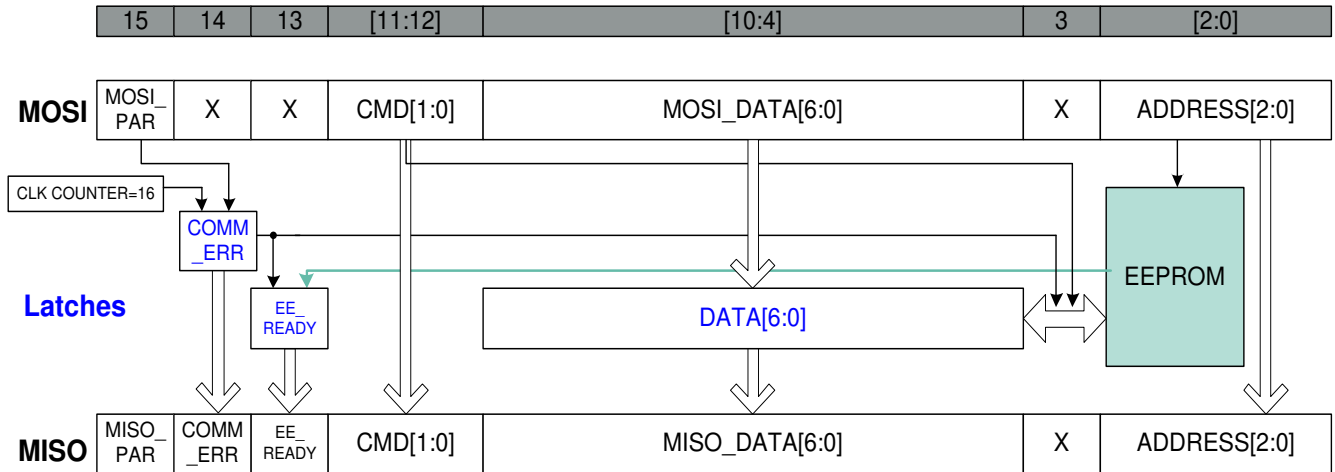 15 14 13 [11:12] [10:4] 3 [2:0]
MOSI MOSI_ X X CMD[1:0] MOSI_DATA[6:0] X ADDRESS[2:0]
PAR
CLK COUNTER=16
COMM
_ERR
EEPROM
Latches
EE_
READY
DATA[6:0]
MISO MISO_ COMM EE_ CMD[1:0] MISO_DATA[6:0] X ADDRESS[2:0]
PAR _ERR READY